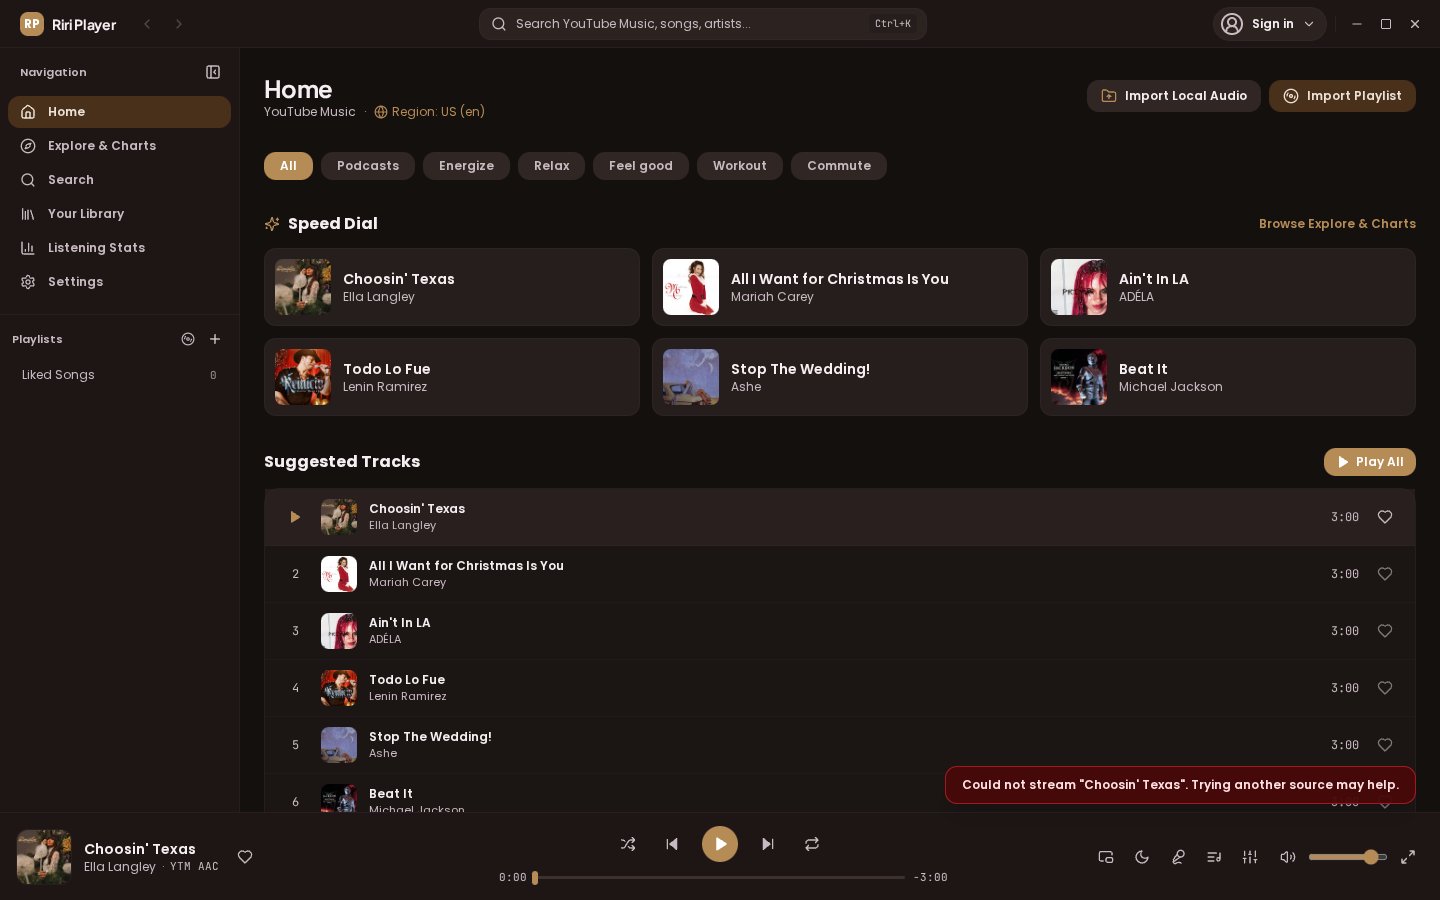 RP RiriPlayer
Search YouTube Music, songs, artists...
Ctrl+K
Sign in
Navigation
Home
Explore & Charts
Search
Your Library
Listening Stats
Settings
Playlists
Liked Songs
0
Home
YouTube Music · Region: US (en)
Import Local Audio
Import Playlist
All
Podcasts
Energize
Relax
Feel good
Workout
Commute
Speed Dial
Browse Explore & Charts
Choosin' Texas
Ella Langley
All I Want for Christmas Is You
Mariah Carey
Ain't In LA
ADÉLA
Todo Lo Fue
Lenin Ramirez
Stop The Wedding!
Ashe
Beat It
Michael Jackson
Suggested Tracks
Play All
Choosin' Texas
Ella Langley
3:00
2
All I Want for Christmas Is You
Mariah Carey
3:00
3
Ain't In LA
ADÉLA
3:00
4
Todo Lo Fue
Lenin Ramirez
3:00
5
Stop The Wedding!
Ashe
3:00
6
Beat It
Michael Jackson
Could not stream "Choosin' Texas". Trying another source may help.
Choosin' Texas
Ella Langley · YTM AAC
0:00
-3:00